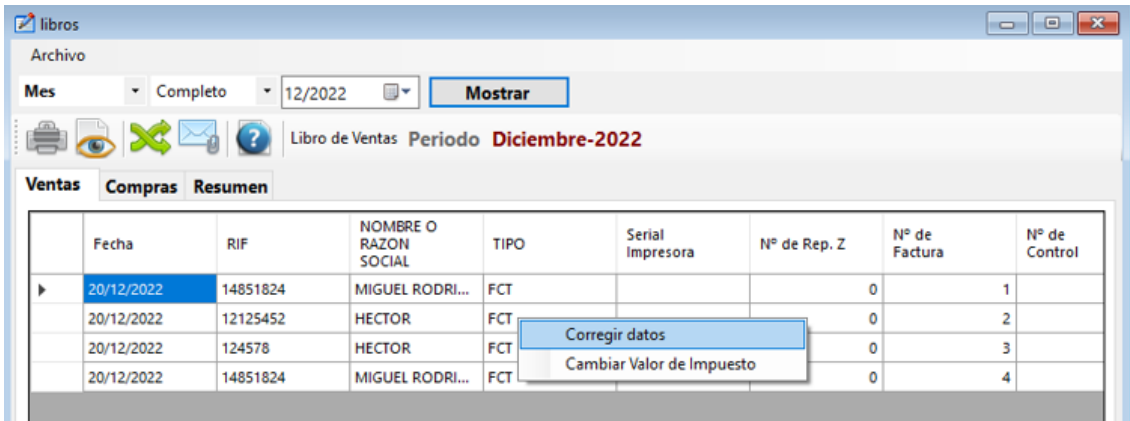 libros
Archivo
Mes Completo 12/2022 Mostrar
Libro de Ventas Periodo Diciembre-2022
Ventas Compras Resumen
Fecha RIF NOMBRE O RAZON SOCIAL TIPO Serial Impresora Nº de Rep. Z Nº de Factura Nº de Control
20/12/2022 14851824 MIGUEL RODRI... FCT 0 1
20/12/2022 12125452 HECTOR FCT 0 2
20/12/2022 124578 HECTOR FCT 0 3
20/12/2022 14851824 MIGUEL RODRI... FCT 0 4
Corregir datos
Cambiar Valor de Impuesto